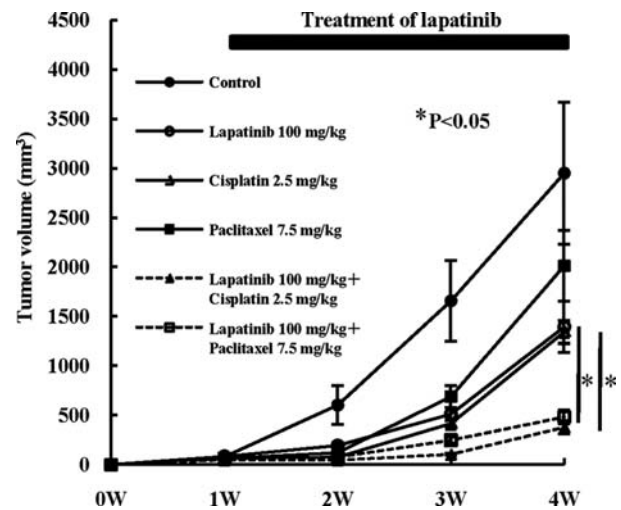 Treatment of lapatinib
4500
4000
3500
3000
2500
2000
1500
1000
500
0
Tumor volume (mm³)
Control
Lapatinib 100 mg/kg
Cisplatin 2.5 mg/kg
Paclitaxel 7.5 mg/kg
Lapatinib 100 mg/kg+
Cisplatin 2.5 mg/kg
Lapatinib 100 mg/kg+
Paclitaxel 7.5 mg/kg
*P<0.05
* *
0W 1W 2W 3W 4W